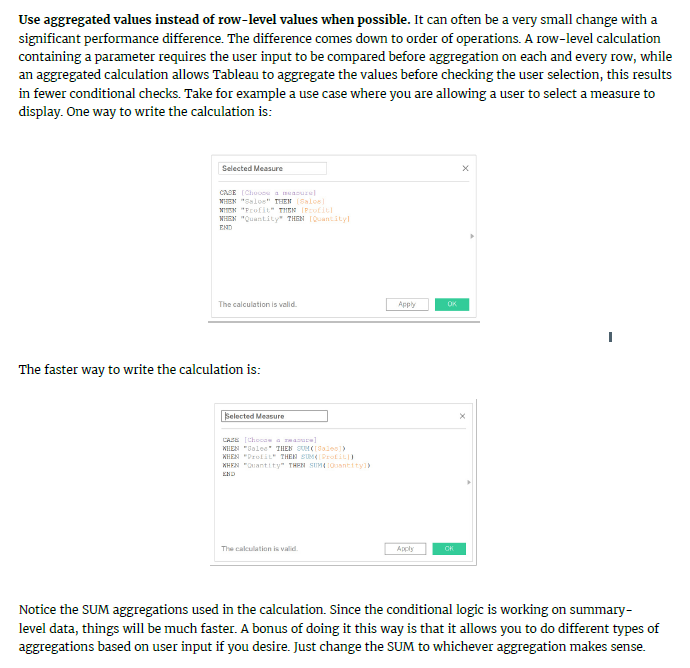 Use aggregated values instead of row-level values when possible. It can often be a very small change with a
significant performance difference. The difference comes down to order of operations. A row-level calculation
containing a parameter requires the user input to be compared before aggregation on each and every row, while
an aggregated calculation allows Tableau to aggregate the values before checking the user selection, this results
in fewer conditional checks. Take for example a use case where you are allowing a user to select a measure to
display. One way to write the calculation is:
Selected Measure
CASE [Choose a measure]
WHEN "Sales" THEN [Sales]
WHEN "Profit" THEN [Profit]
WHEN "Quantity" THEN [Quantity]
END
The calculation is valid.
Apply
OK
The faster way to write the calculation is:
Selected Measure
CASE [Choose a measure]
WHEN "Sales" THEN SUM([Sales])
WHEN "Profit" THEN SUM([Profit])
WHEN "Quantity" THEN SUM([Quantity])
END
The calculation is valid.
Apply
OK
Notice the SUM aggregations used in the calculation. Since the conditional logic is working on summary-
level data, things will be much faster. A bonus of doing it this way is that it allows you to do different types of
aggregations based on user input if you desire. Just change the SUM to whichever aggregation makes sense.